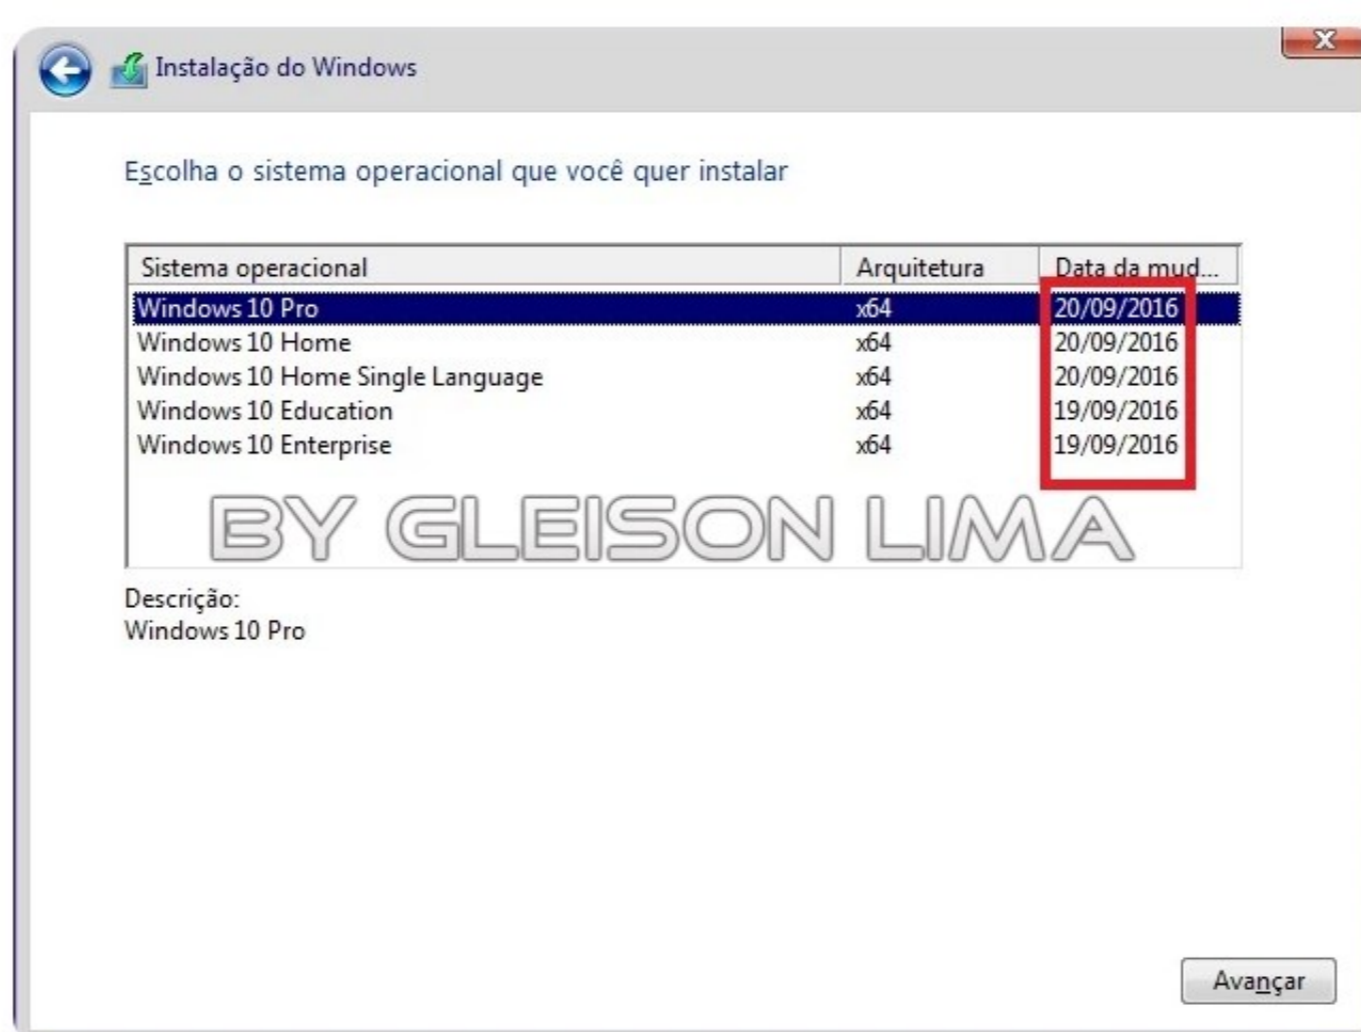 Instalação do Windows
Escolha o sistema operacional que você quer instalar
Sistema operacional Arquitetura Data da mud...
Windows 10 Pro x64 20/09/2016
Windows 10 Home x64 20/09/2016
Windows 10 Home Single Language x64 20/09/2016
Windows 10 Education x64 19/09/2016
Windows 10 Enterprise x64 19/09/2016
BY GLEISON LIMA
Descrição:
Windows 10 Pro
Avançar